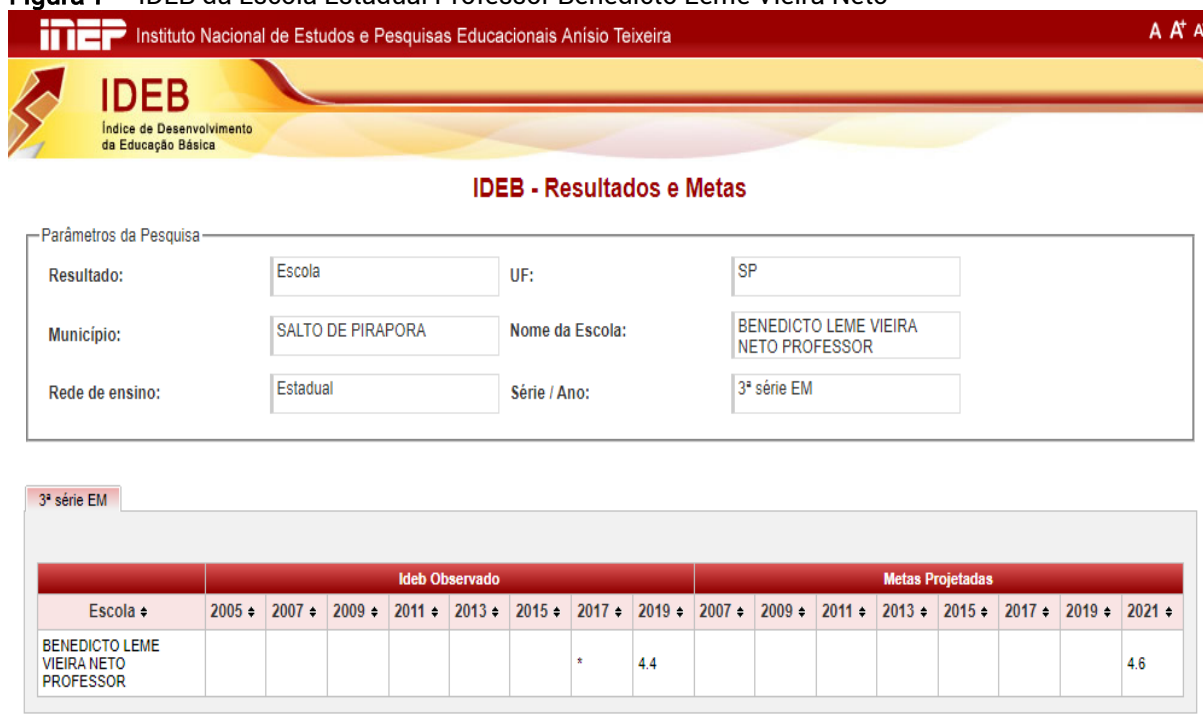 Figura 1 – IDEB da Escola Estadual Professor Benedicto Leme Vieira Neto
inep Instituto Nacional de Estudos e Pesquisas Educacionais Anísio Teixeira A A+ A
IDEB
Índice de Desenvolvimento
da Educação Básica
IDEB - Resultados e Metas
Parâmetros da Pesquisa
Resultado: Escola UF: SP
Município: SALTO DE PIRAPORA Nome da Escola: BENEDICTO LEME VIEIRA
NETO PROFESSOR
Rede de ensino: Estadual Série / Ano: 3ª série EM
3ª série EM
Ideb Observado Metas Projetadas
Escola 2005 2007 2009 2011 2013 2015 2017 2019 2007 2009 2011 2013 2015 2017 2019 2021
BENEDICTO LEME
VIEIRA NETO
PROFESSOR
* 4.4 4.6